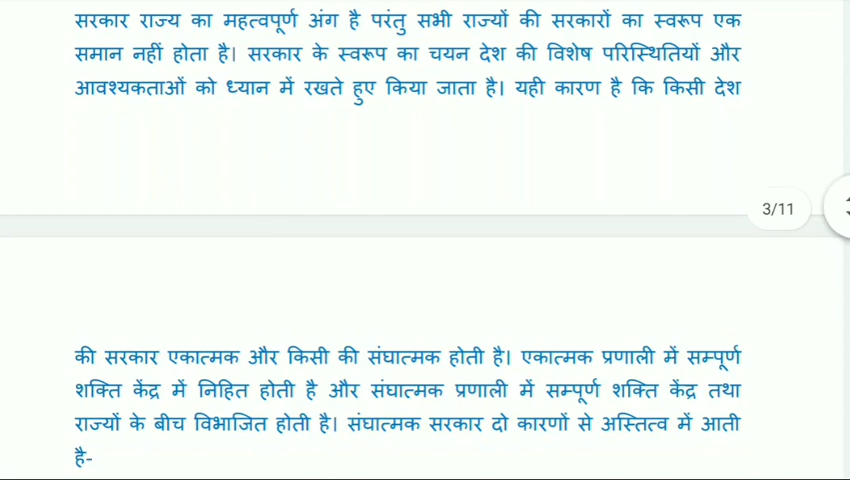 सरकार राज्य का महत्वपूर्ण अंग है परंतु सभी राज्यों की सरकारों का स्वरूप एक
समान नहीं होता है। सरकार के स्वरूप का चयन देश की विशेष परिस्थितियों और
आवश्यकताओं को ध्यान में रखते हुए किया जाता है। यही कारण है कि किसी देश
3/11
की सरकार एकात्मक और किसी की संघात्मक होती है। एकात्मक प्रणाली में सम्पूर्ण
शक्ति केंद्र में निहित होती है और संघात्मक प्रणाली में सम्पूर्ण शक्ति केंद्र तथा
राज्यों के बीच विभाजित होती है। संघात्मक सरकार दो कारणों से अस्तित्व में आती
है-